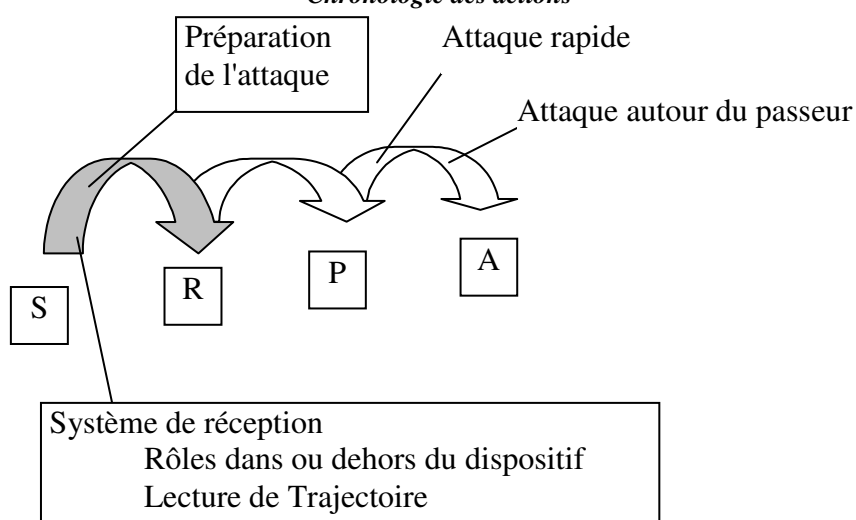 Chronologie des actions
Préparation
de l'attaque
Attaque rapide
Attaque autour du passeur
S
R
P
A
Système de réception
Rôles dans ou dehors du dispositif
Lecture de Trajectoire